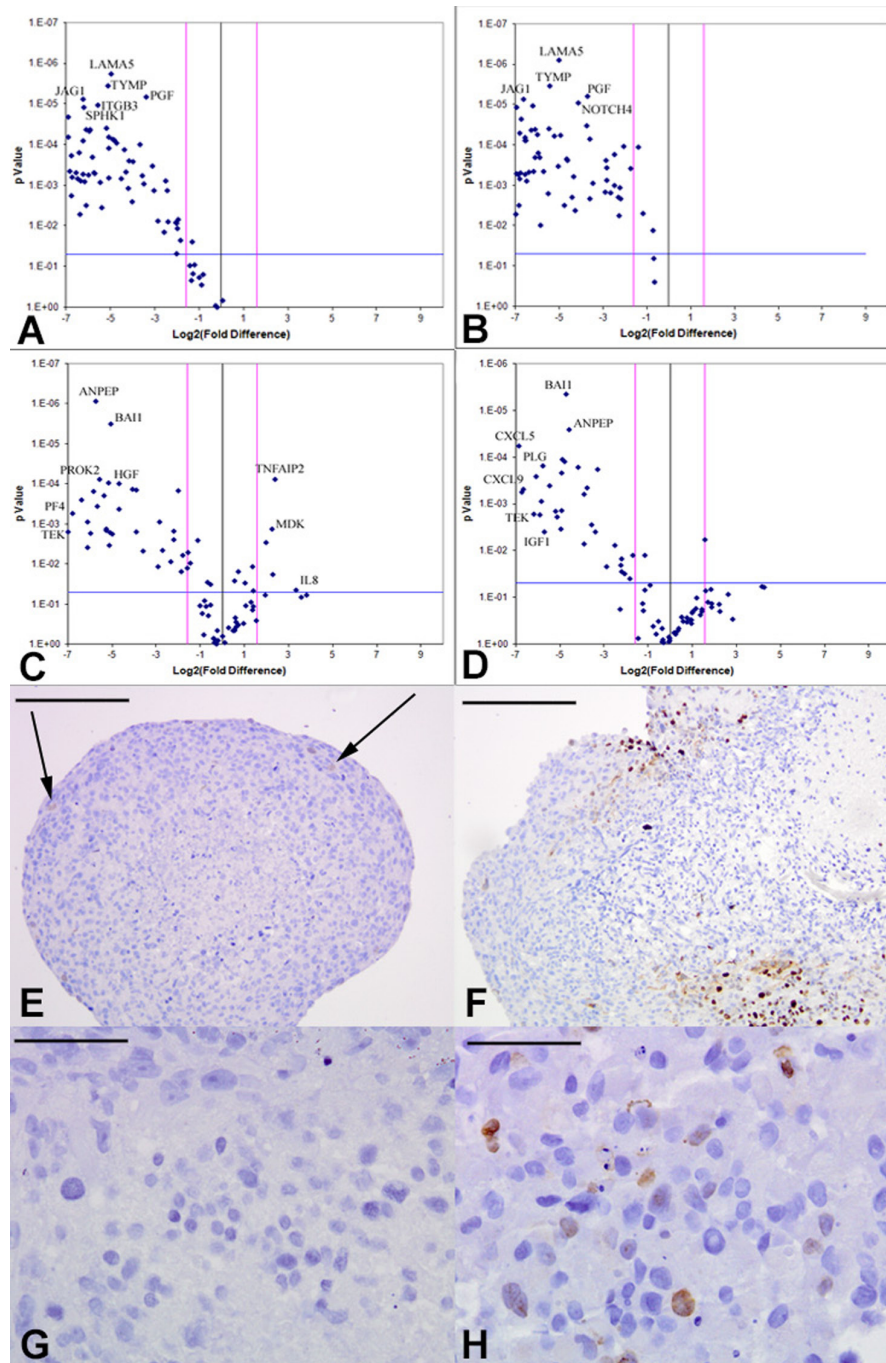 1.E-07
1.E-06
1.E-05
1.E-04
1.E-03
1.E-02
1.E-01
1.E+00
p Value
LAMA5
TYMP
JAG1
PGF
ITGB3
SPHK1
-7 -5 -3 -1 1 3 5 7 9
Log2(Fold Difference)
A
1.E-07
1.E-06
1.E-05
1.E-04
1.E-03
1.E-02
1.E-01
1.E+00
p Value
LAMA5
TYMP
JAG1
PGF
NOTCH4
-7 -5 -3 -1 1 3 5 7 9
Log2(Fold Difference)
B
1.E-07
1.E-06
1.E-05
1.E-04
1.E-03
1.E-02
1.E-01
1.E+00
p Value
ANPEP
BAI1
PROK2
HGF
TNFAIP2
PF4
MDK
TEK
IL8
-7 -5 -3 -1 1 3 5 7 9
Log2(Fold Difference)
C
1.E-06
1.E-05
1.E-04
1.E-03
1.E-02
1.E-01
1.E+00
p Value
BAI1
ANPEP
CXCL5
PLG
CXCL9
TEK
IGF1
-7 -5 -3 -1 1 3 5 7 9
Log2(Fold Difference)
D
E
F
G
H